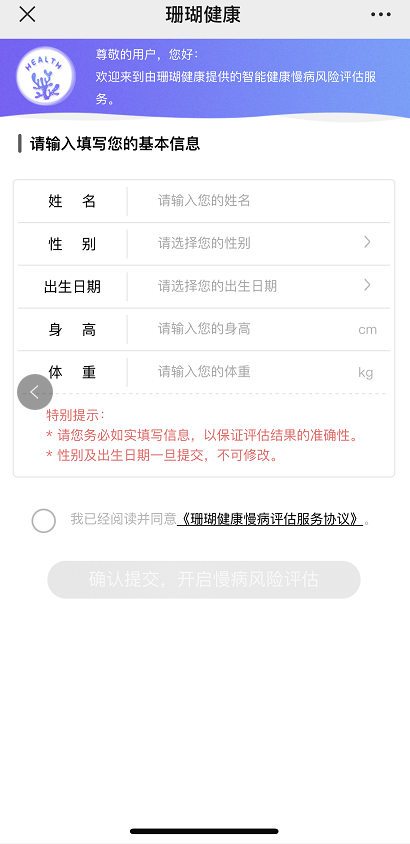 珊瑚健康
HEALTH
尊敬的用户，您好：
欢迎来到由珊瑚健康提供的智能健康慢病风险评估服
务。
请输入填写您的基本信息
姓 名 请输入您的姓名
性 别 请选择您的性别
出生日期 请选择您的出生日期
身 高 请输入您的身高 cm
体 重 请输入您的体重 kg
特别提示：
* 请您务必如实填写信息，以保证评估结果的准确性。
* 性别及出生日期一旦提交，不可修改。
我已经阅读并同意《珊瑚健康慢病评估服务协议》。
确认提交，开启慢病风险评估